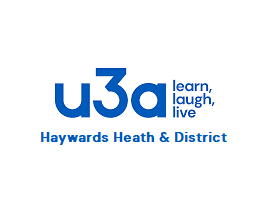 u3a
learn,
laugh,
live
Haywards Heath & District